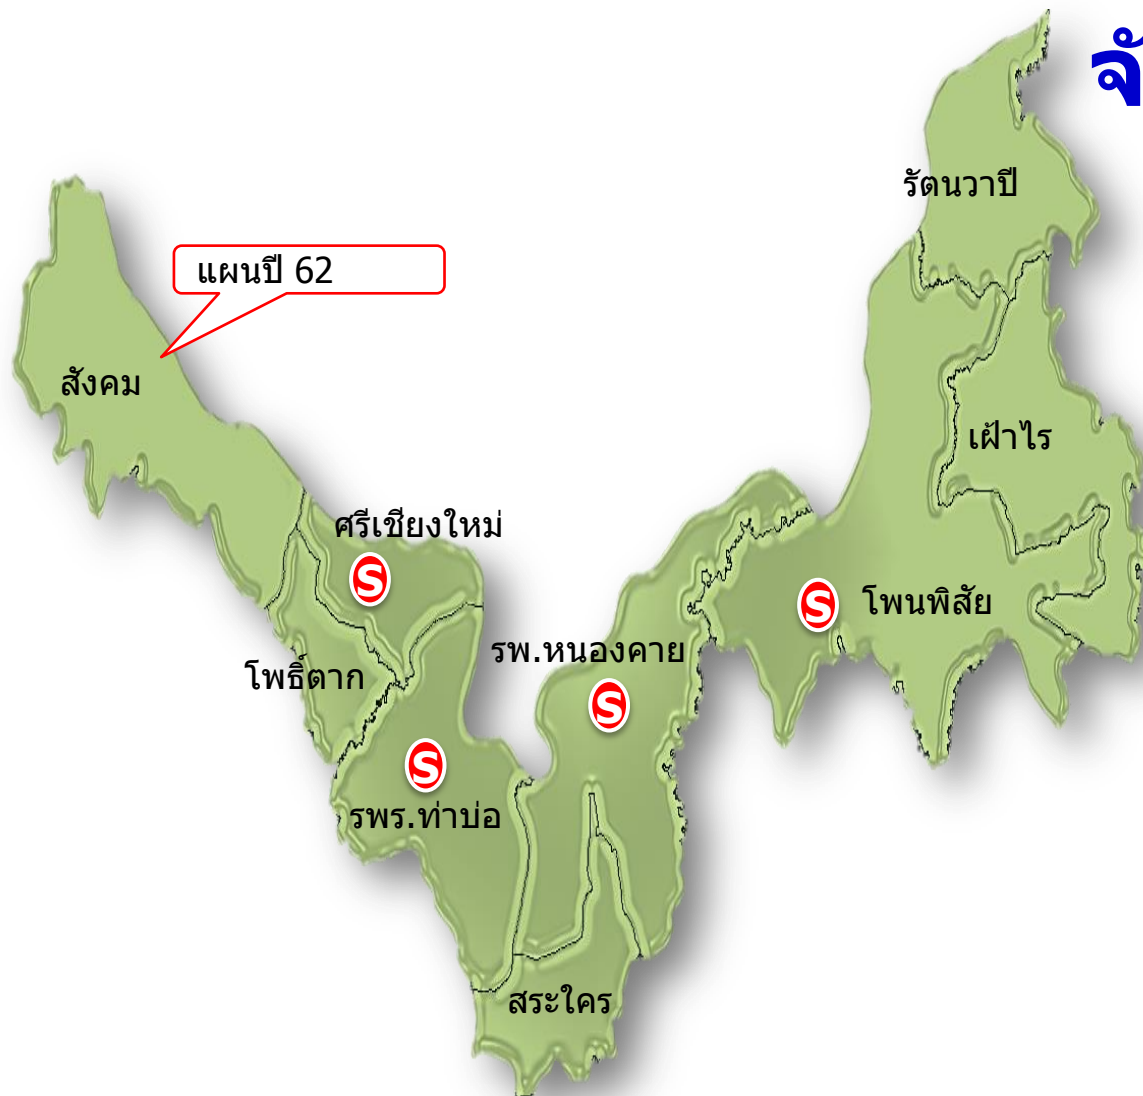 จั
รัตนวาปี
แผนปี 62
สังคม
เฝ้าไร
ศรีเชียงใหม่
S
S
โพนพิสัย
รพ.หนองคาย
โพธิ์ตาก
S
S
รพร.ท่าบ่อ
สระใคร